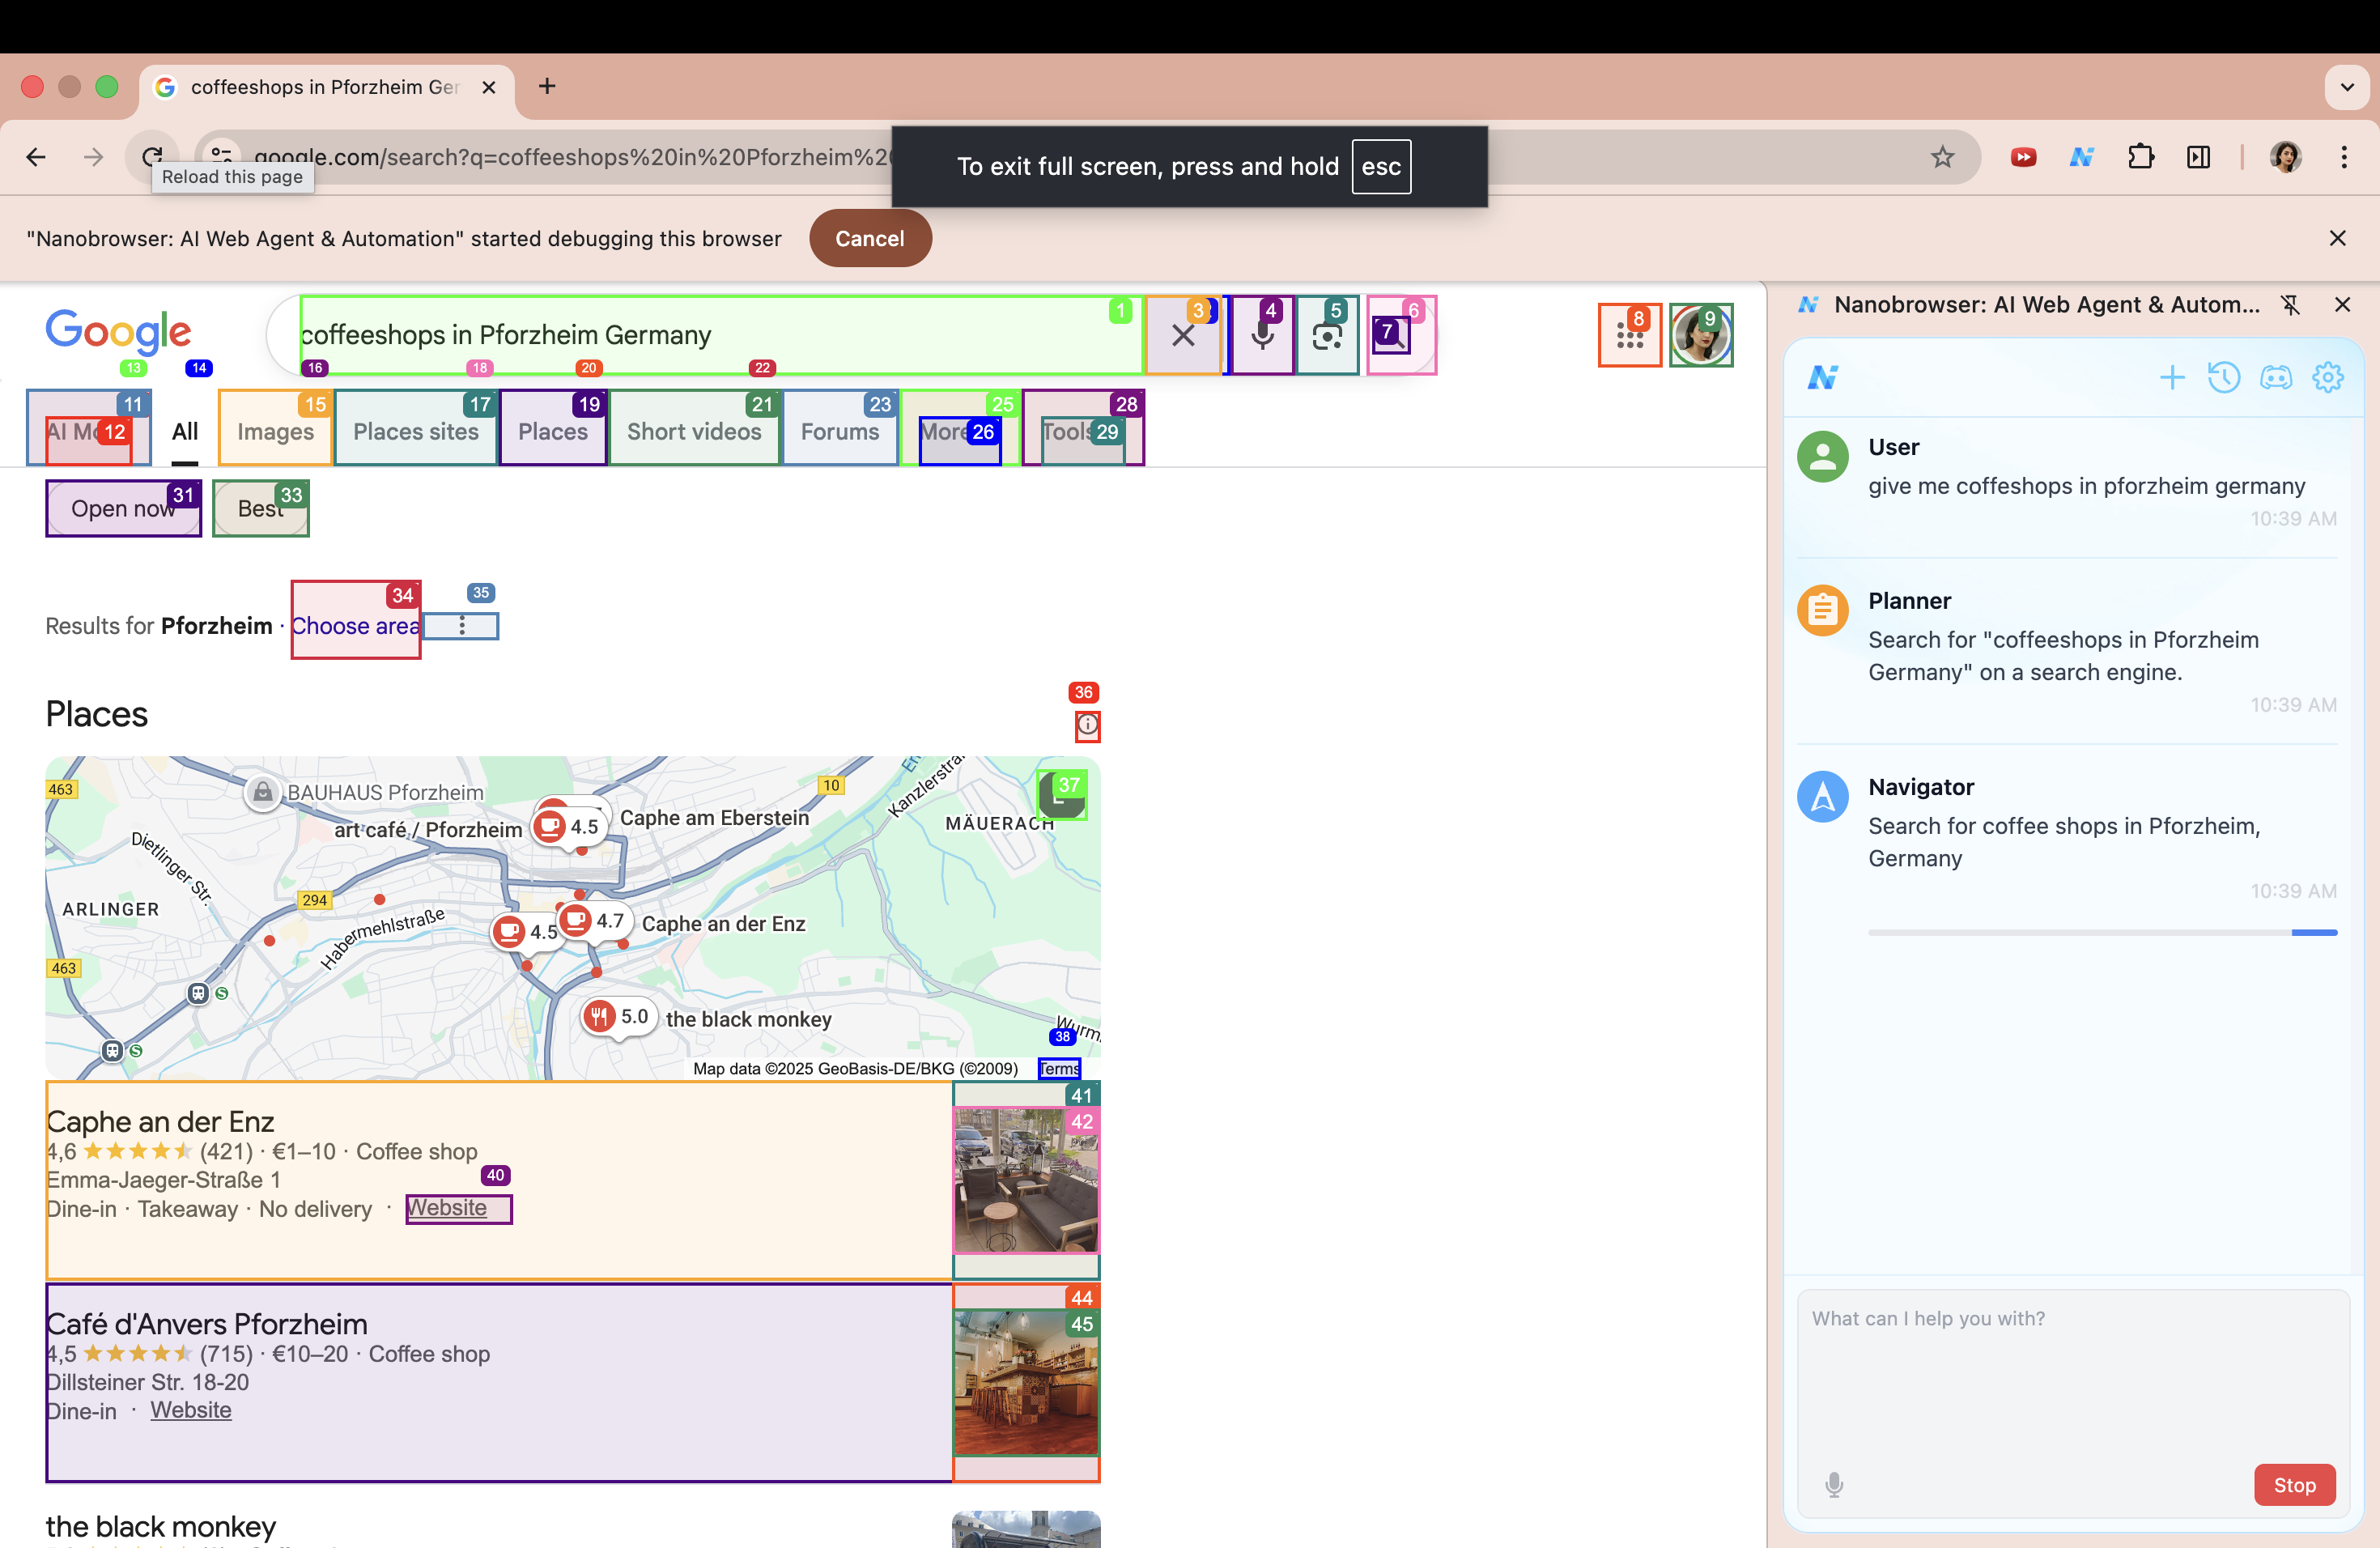 coffeeshops in Pforzheim Ger
google.com/search?q=coffeeshops%20in%20Pforzheim%20
Reload this page
To exit full screen, press and hold esc
"Nanobrowser: AI Web Agent & Automation" started debugging this browser
Cancel
Google
coffeeshops in Pforzheim Germany
1
3
4
5
6
7
8
9
13
14
16
18
20
22
11
12
15
17
19
21
23
25
26
28
29
AI
All
Images
Places sites
Places
Short videos
Forums
More
Tools
31
33
Open now
Best
34
35
Results for Pforzheim · Choose area
Places
36
37
38
463
BAUHAUS Pforzheim
10
Kanzlerstraß
art café / Pforzheim
4.5
Caphe am Eberstein
MÄUERACH
Dietlinger Str.
294
ARLINGER
Habermehlstraße
4.5
4.7
Caphe an der Enz
463
5.0
the black monkey
Wurm
Map data ©2025 GeoBasis-DE/BKG (©2009)
Terms
Caphe an der Enz
4,6 (421) · €1–10 · Coffee shop
Emma-Jaeger-Straße 1
40
Dine-in · Takeaway · No delivery · Website
41
42
Café d'Anvers Pforzheim
4,5 (715) · €10–20 · Coffee shop
Dillsteiner Str. 18-20
Dine-in · Website
44
45
the black monkey
Nanobrowser: AI Web Agent & Autom...
User
give me coffeshops in pforzheim germany
10:39 AM
Planner
Search for "coffeeshops in Pforzheim
Germany" on a search engine.
10:39 AM
Navigator
Search for coffee shops in Pforzheim,
Germany
10:39 AM
What can I help you with?
Stop